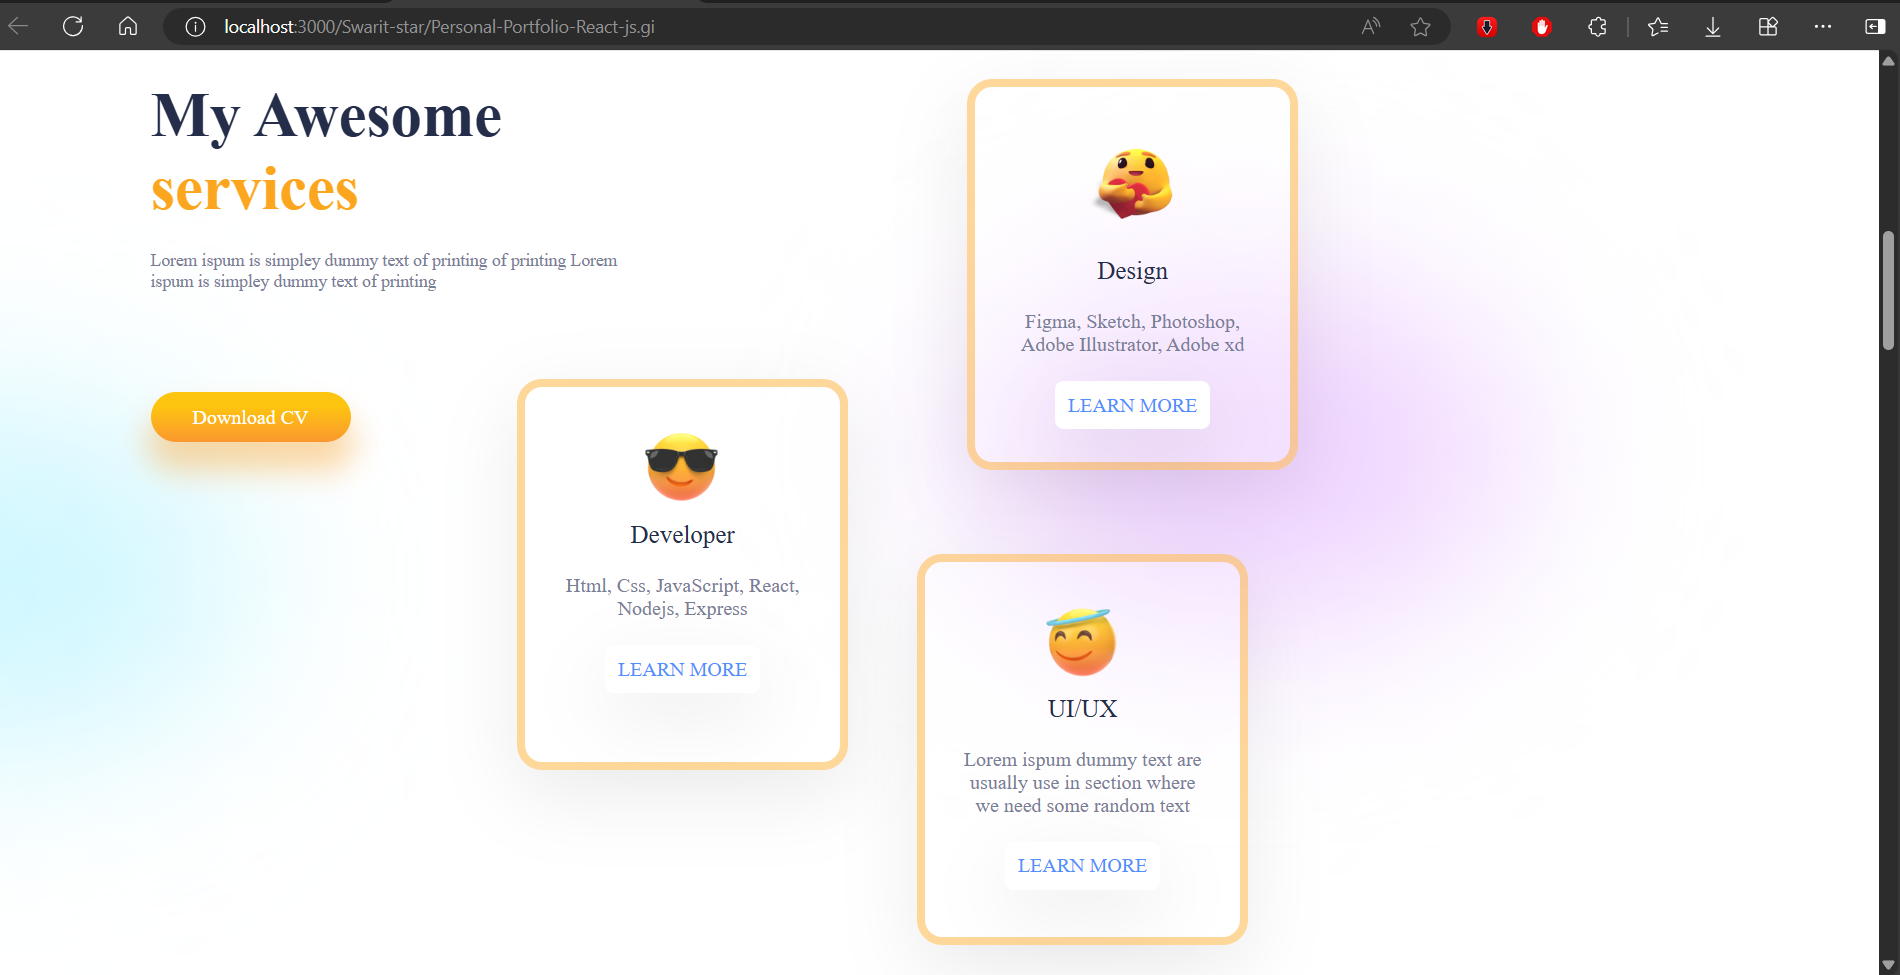 localhost:3000/Swarit-star/Personal-Portfolio-React-js.gi
My Awesome
services
Lorem ispum is simpley dummy text of printing of printing Lorem
ispum is simpley dummy text of printing
Download CV
Design
Figma, Sketch, Photoshop,
Adobe Illustrator, Adobe xd
LEARN MORE
Developer
Html, Css, JavaScript, React,
Nodejs, Express
LEARN MORE
UI/UX
Lorem ispum dummy text are
usually use in section where
we need some random text
LEARN MORE